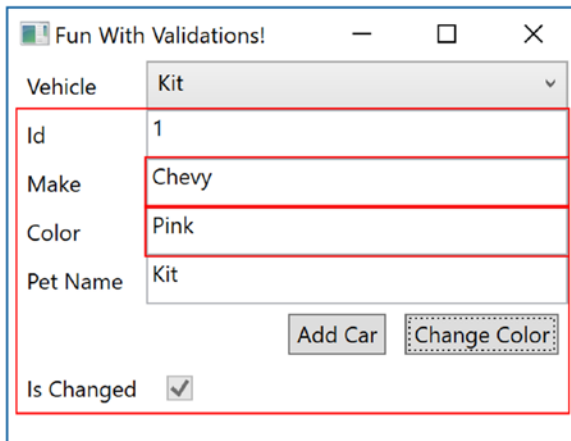 Fun With Validations!
Vehicle Kit
Id 1
Make Chevy
Color Pink
Pet Name Kit
Add Car Change Color
Is Changed